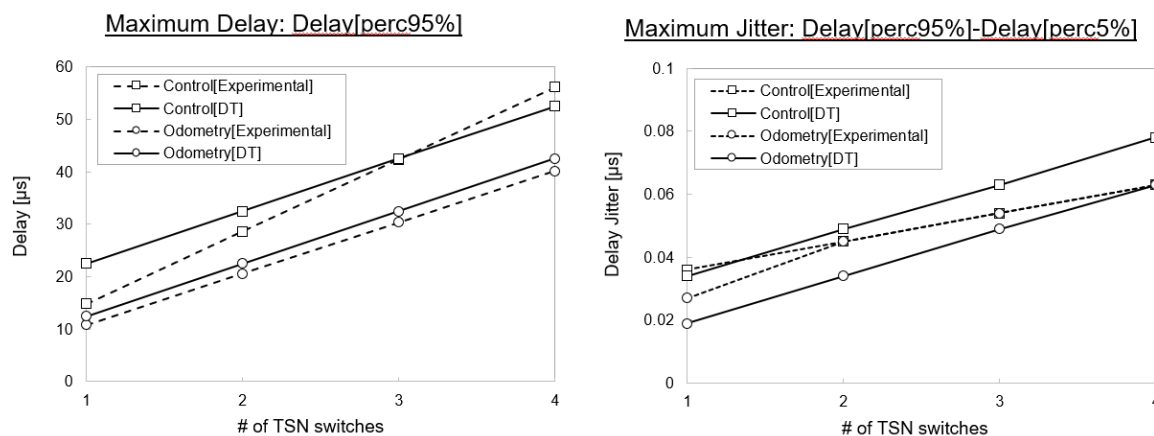 Maximum Delay: Delay[perc95%]
60
50
40
30
20
10
0
Delay [μs]
Control[Experimental]
Control[DT]
Odometry[Experimental]
Odometry[DT]
1
2
3
4
# of TSN switches
Maximum Jitter: Delay[perc95%]-Delay[perc5%]
0.1
0.08
0.06
0.04
0.02
0
Delay Jitter [μs]
Control[Experimental]
Control[DT]
Odometry[Experimental]
Odometry[DT]
1
2
3
4
# of TSN switches